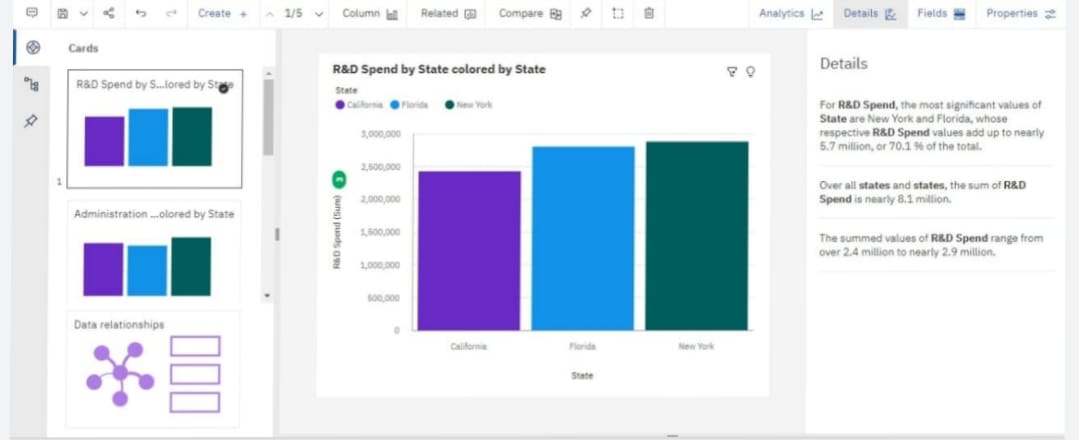 Create +
1/5
Column
Related
Compare
Analytics
Details
Fields
Properties
Cards
R&D Spend by S...lored by State
1
Administration ...olored by State
Data relationships
R&D Spend by State colored by State
State
California
Florida
New York
3,000,000
2,500,000
2,000,000
1,500,000
1,000,000
500,000
0
R&D Spend (Sum)
California
Florida
New York
State
Details
For R&D Spend, the most significant values of
State are New York and Florida, whose
respective R&D Spend values add up to nearly
5.7 million, or 70.1 % of the total.
Over all states and states, the sum of R&D
Spend is nearly 8.1 million.
The summed values of R&D Spend range from
over 2.4 million to nearly 2.9 million.